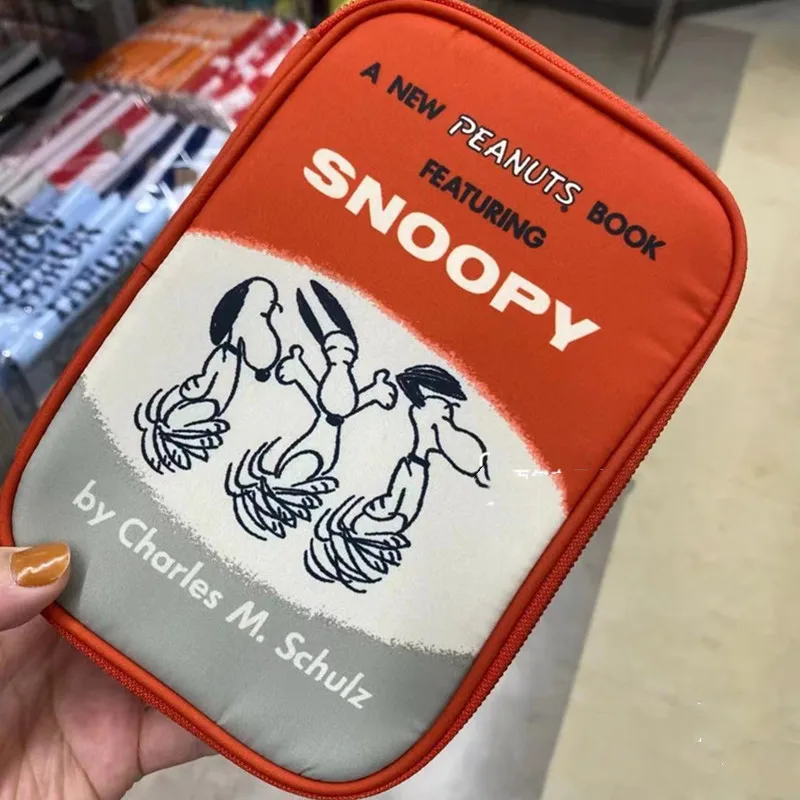 A NEW PEANUTS BOOK
FEATURING
SNOOPY
by Charles M. Schulz